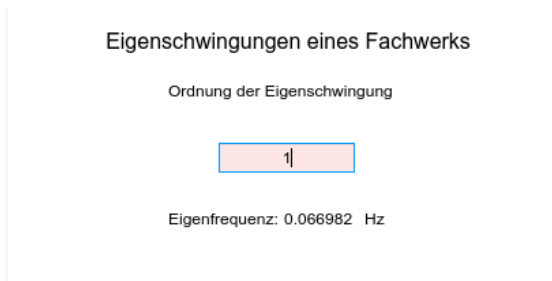 Eigenschwingungen eines Fachwerks
Ordnung der Eigenschwingung
1
Eigenfrequenz: 0.066982 Hz